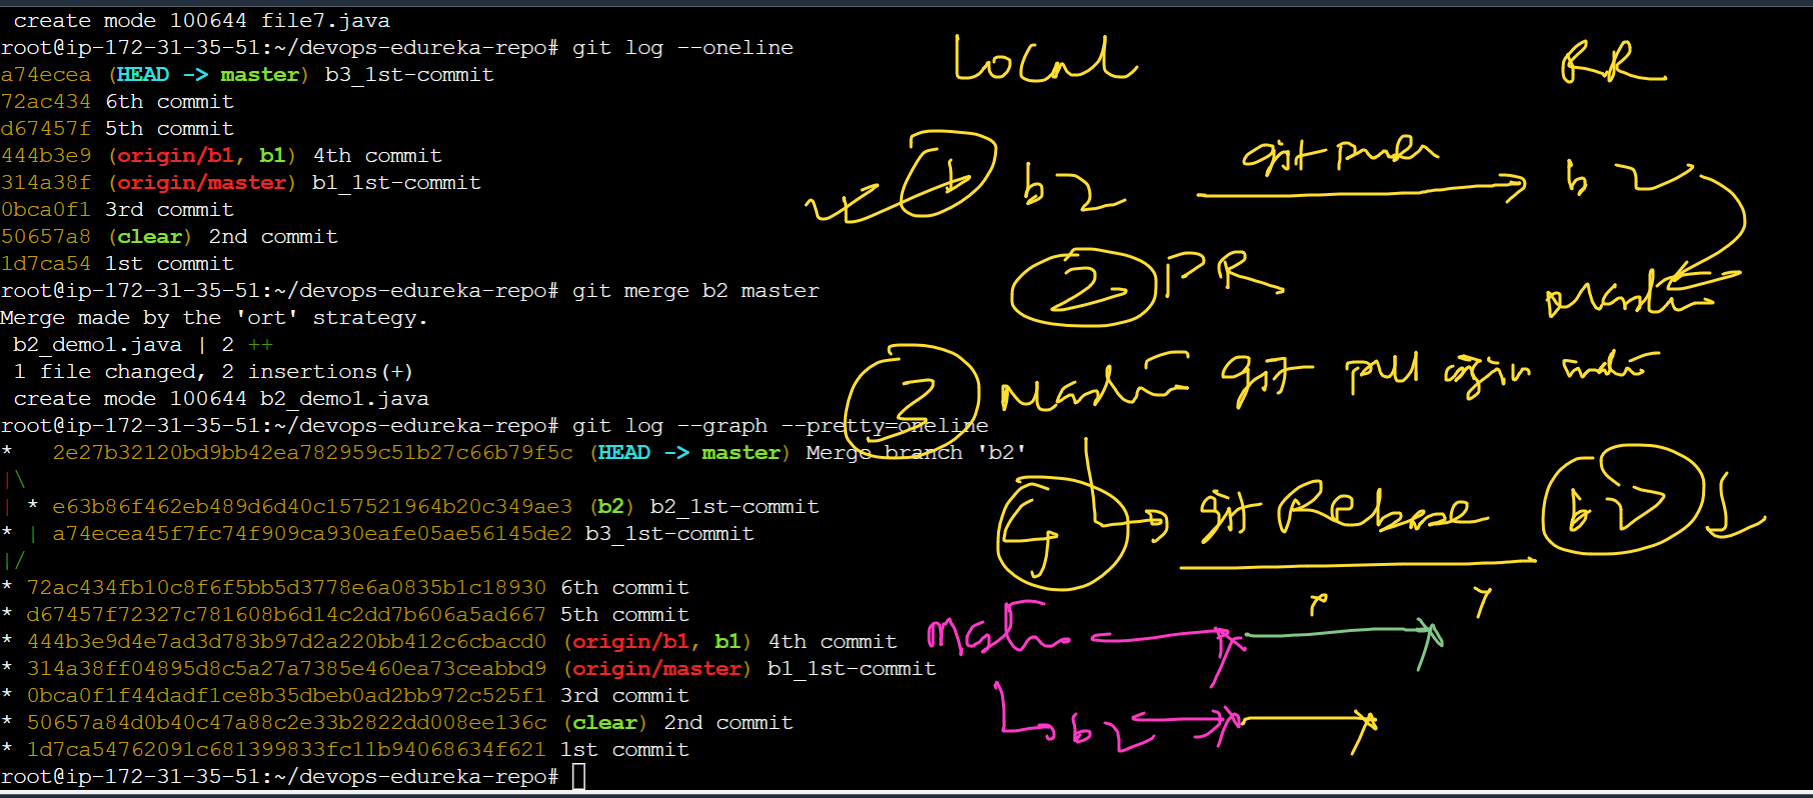 create mode 100644 file7.java
root@ip-172-31-35-51:~/devops-edureka-repo# git log --oneline
a74ecea (HEAD -> master) b3_1st-commit
72ac434 6th commit
d67457f 5th commit
444b3e9 (origin/b1, b1) 4th commit
314a38f (origin/master) b1_1st-commit
0bca0f1 3rd commit
50657a8 (clear) 2nd commit
1d7ca54 1st commit
root@ip-172-31-35-51:~/devops-edureka-repo# git merge b2 master
Merge made by the 'ort' strategy.
b2_demo1.java | 2 ++
1 file changed, 2 insertions(+)
create mode 100644 b2_demo1.java
root@ip-172-31-35-51:~/devops-edureka-repo# git log --graph --pretty=oneline
*   2e27b32120bd9bb42ea782959c51b27c66b79f5c (HEAD -> master) Merge branch 'b2'
|\
| * e63b86f462eb489d6d40c157521964b20c349ae3 (b2) b2_1st-commit
* | a74ecea45f7fc74f909ca930eafe05ae56145de2 b3_1st-commit
|/
* 72ac434fb10c8f6f5bb5d3778e6a0835b1c18930 6th commit
* d67457f72327c781608b6d14c2dd7b606a5ad667 5th commit
* 444b3e9d4e7ad3d783b97d2a220bb412c6cbacd0 (origin/b1, b1) 4th commit
* 314a38ff04895d8c5a27a7385e460ea73ceabbd9 (origin/master) b1_1st-commit
* 0bca0f1f44dadf1ce8b35dbeb0ad2bb972c525f1 3rd commit
* 50657a84d0b40c47a88c2e33b2822dd008ee136c (clear) 2nd commit
* 1d7ca54762091c681399833fc11b94068634f621 1st commit
root@ip-172-31-35-51:~/devops-edureka-repo#
Local RR
1 b2 git push b2
2 PR Master
3 Master git pull origin master
4 git Rebase b2
Master
b2